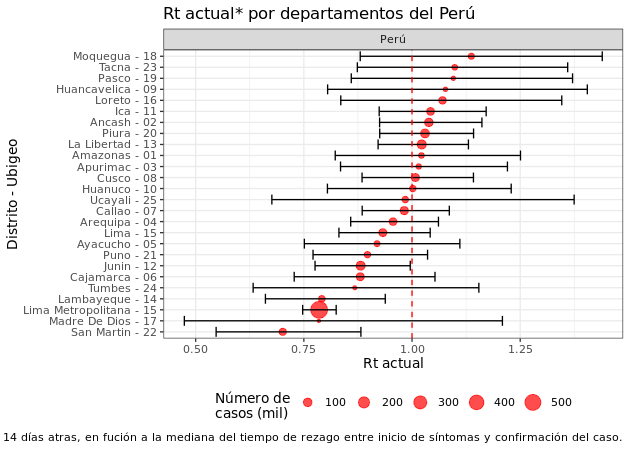 Rt actual* por departamentos del Perú
Perú
Distrito - Ubigeo
Moquegua - 18
Tacna - 23
Pasco - 19
Huancavelica - 09
Loreto - 16
Ica - 11
Ancash - 02
Piura - 20
La Libertad - 13
Amazonas - 01
Apurimac - 03
Cusco - 08
Huanuco - 10
Ucayali - 25
Callao - 07
Arequipa - 04
Lima - 15
Ayacucho - 05
Puno - 21
Junin - 12
Cajamarca - 06
Tumbes - 24
Lambayeque - 14
Lima Metropolitana - 15
Madre De Dios - 17
San Martin - 22
0.50 0.75 1.00 1.25
Rt actual
Número de
casos (mil)
100 200 300 400 500
14 días atras, en fución a la mediana del tiempo de rezago entre inicio de síntomas y confirmación del caso.